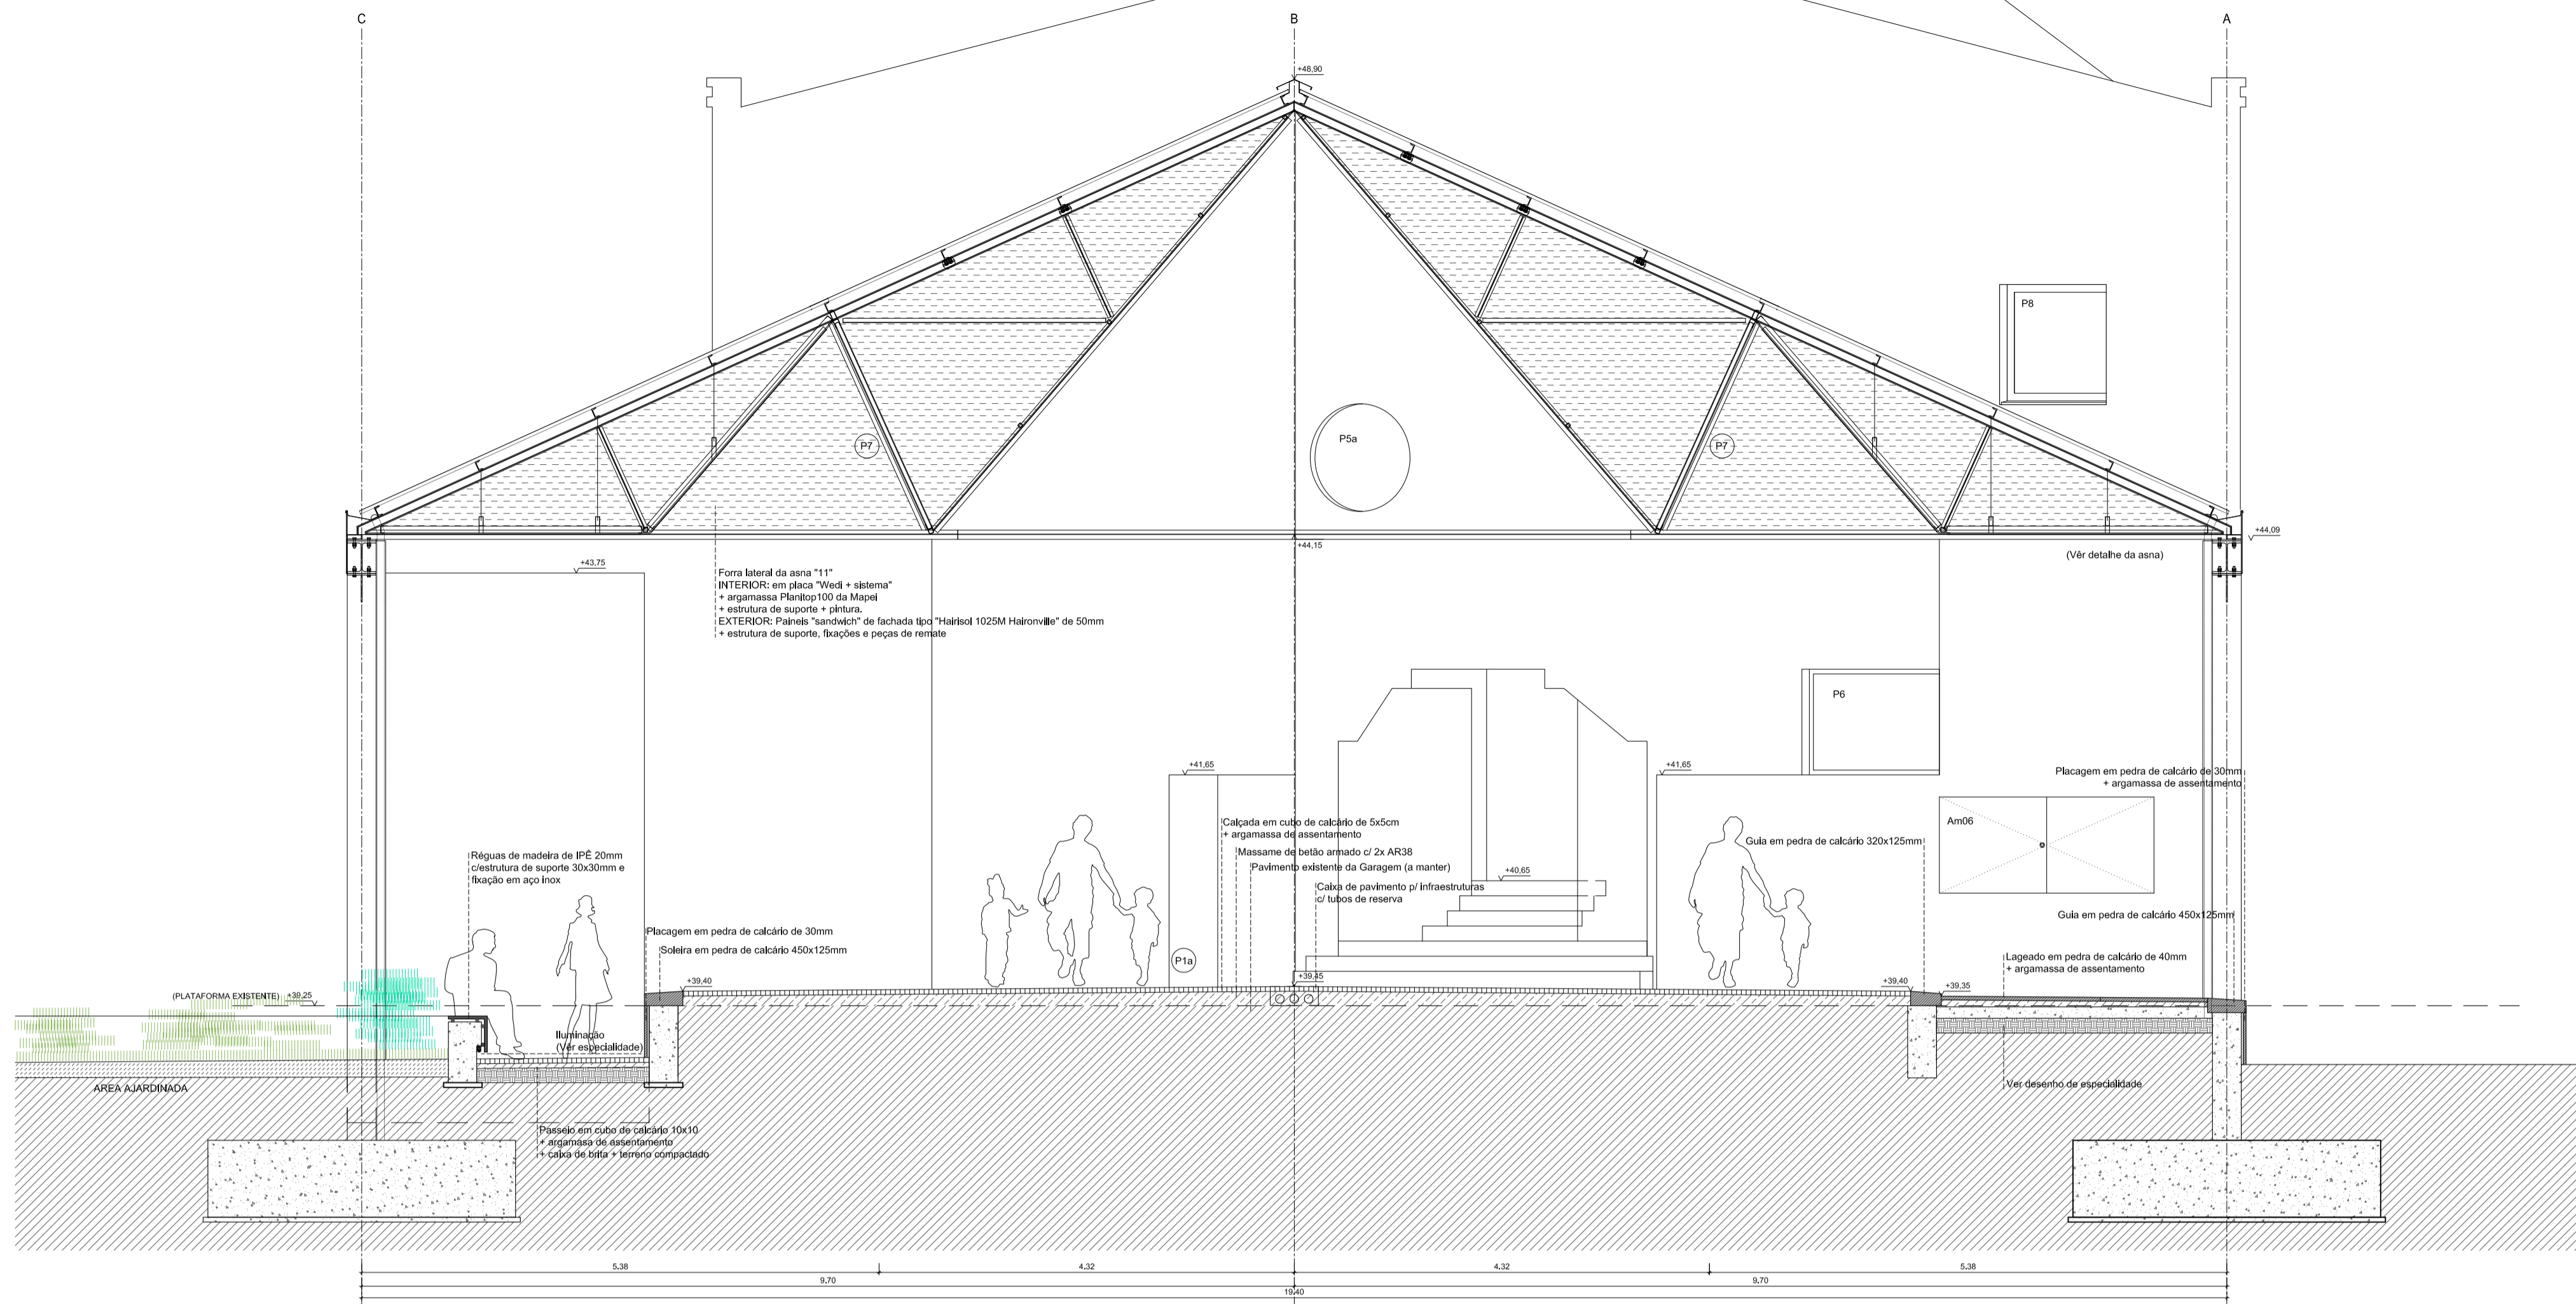 C
B
A
+48,90
P8
P7
P5a
P7
+44,09
+44,15
(Vêr detalhe da asna)
+43,75
Forra lateral da asna "11"
INTERIOR: em placa "Wedi + sistema"
+ argamassa Planitop100 da Mapei
+ estrutura de suporte + pintura.
EXTERIOR: Paineis "sandwich" de fachada tipo "Hairisol 1025M Haironville" de 50mm
+ estrutura de suporte, fixações e peças de remate
P6
+41,65
+41,65
Placagem em pedra de calcário de 30mm
+ argamassa de assentamento
Am06
Calçada em cubo de calcário de 5x5cm
+ argamassa de assentamento
Guia em pedra de calcário 320x125mm
Massame de betão armado c/ 2x AR38
Pavimento existente da Garagem (a manter)
+40,65
Caixa de pavimento p/ infraestruturas
c/ tubos de reserva
Réguas de madeira de IPÊ 20mm
c/estrutura de suporte 30x30mm e
fixação em aço inox
Guia em pedra de calcário 450x125mm
Placagem em pedra de calcário de 30mm
Soleira em pedra de calcário 450x125mm
P1a
Lageado em pedra de calcário de 40mm
+ argamassa de assentamento
+39,40
+39,45
+39,40
+39,35
(PLATAFORMA EXISTENTE) +39,25
Iluminação
(Vêr especialidade)
AREA AJARDINADA
Ver desenho de especialidade
Passeio em cubo de calcário 10x10
+ argamasa de assentamento
+ caixa de brita + terreno compactado
5.38
4.32
4.32
5.38
9.70
9.70
19.40